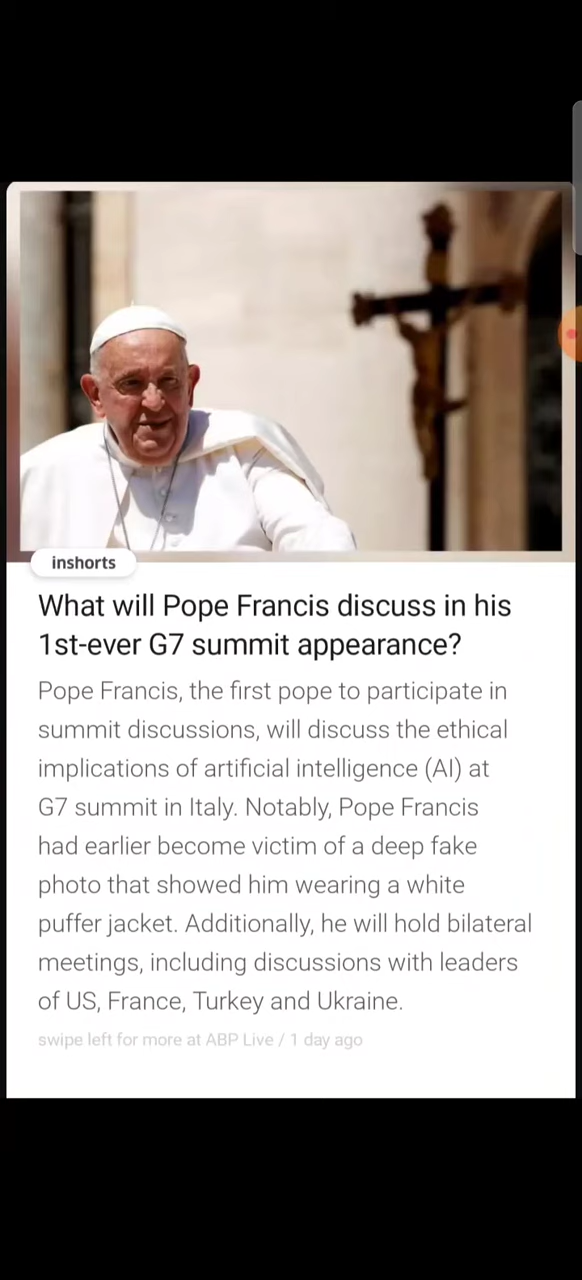 inshorts
What will Pope Francis discuss in his
1st-ever G7 summit appearance?
Pope Francis, the first pope to participate in
summit discussions, will discuss the ethical
implications of artificial intelligence (AI) at
G7 summit in Italy. Notably, Pope Francis
had earlier become victim of a deep fake
photo that showed him wearing a white
puffer jacket. Additionally, he will hold bilateral
meetings, including discussions with leaders
of US, France, Turkey and Ukraine.
swipe left for more at ABP Live / 1 day ago